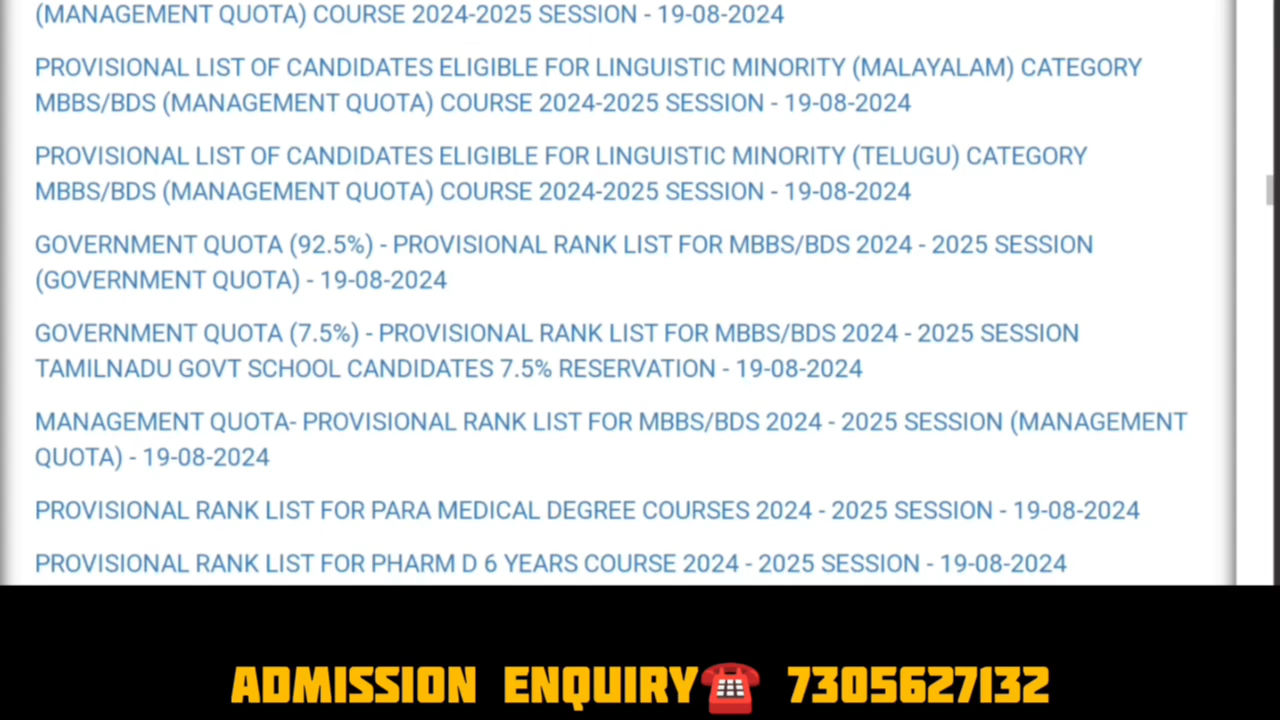 (MANAGEMENT QUOTA) COURSE 2024-2025 SESSION - 19-08-2024
PROVISIONAL LIST OF CANDIDATES ELIGIBLE FOR LINGUISTIC MINORITY (MALAYALAM) CATEGORY
MBBS/BDS (MANAGEMENT QUOTA) COURSE 2024-2025 SESSION - 19-08-2024
PROVISIONAL LIST OF CANDIDATES ELIGIBLE FOR LINGUISTIC MINORITY (TELUGU) CATEGORY
MBBS/BDS (MANAGEMENT QUOTA) COURSE 2024-2025 SESSION - 19-08-2024
GOVERNMENT QUOTA (92.5%) - PROVISIONAL RANK LIST FOR MBBS/BDS 2024 - 2025 SESSION
(GOVERNMENT QUOTA) - 19-08-2024
GOVERNMENT QUOTA (7.5%) - PROVISIONAL RANK LIST FOR MBBS/BDS 2024 - 2025 SESSION
TAMILNADU GOVT SCHOOL CANDIDATES 7.5% RESERVATION - 19-08-2024
MANAGEMENT QUOTA- PROVISIONAL RANK LIST FOR MBBS/BDS 2024 - 2025 SESSION (MANAGEMENT
QUOTA) - 19-08-2024
PROVISIONAL RANK LIST FOR PARA MEDICAL DEGREE COURSES 2024 - 2025 SESSION - 19-08-2024
PROVISIONAL RANK LIST FOR PHARM D 6 YEARS COURSE 2024 - 2025 SESSION - 19-08-2024
ADMISSION ENQUIRY☎️ 7305627132